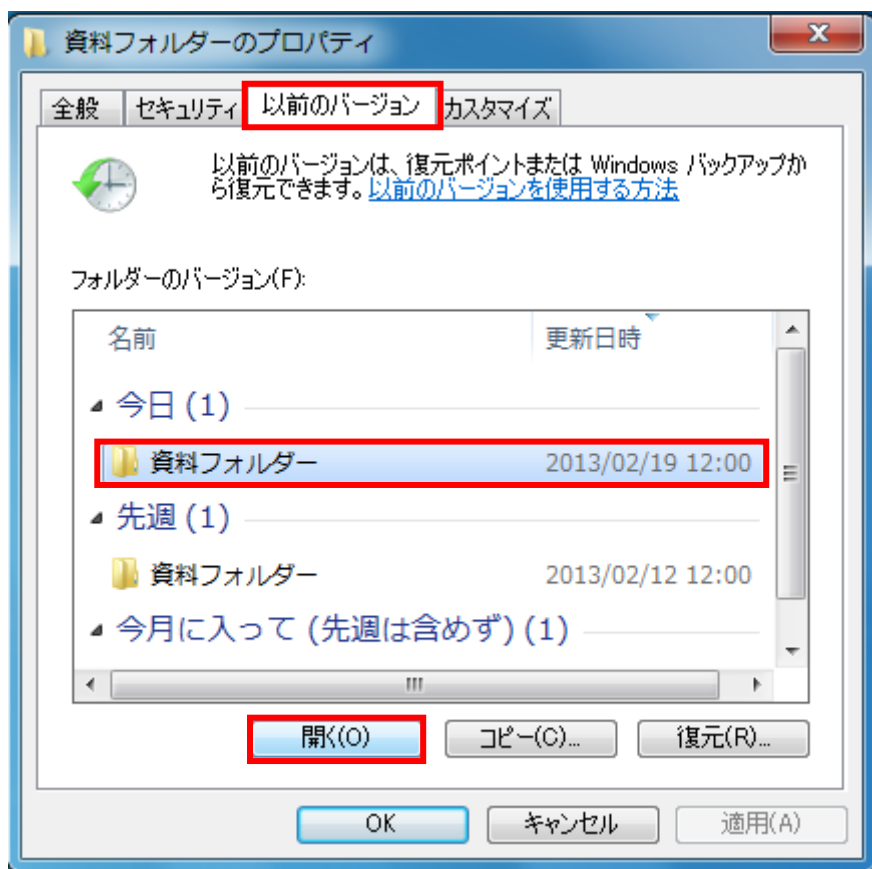 資料フォルダーのプロパティ
全般 セキュリティ 以前のバージョン カスタマイズ
以前のバージョンは、復元ポイントまたは Windows バックアップか
ら復元できます。以前のバージョンを使用する方法
フォルダーのバージョン(F):
名前 更新日時
今日 (1)
資料フォルダー 2013/02/19 12:00
先週 (1)
資料フォルダー 2013/02/12 12:00
今月に入って (先週は含めず) (1)
開く(O) コピー(C)... 復元(R)...
OK キャンセル 適用(A)